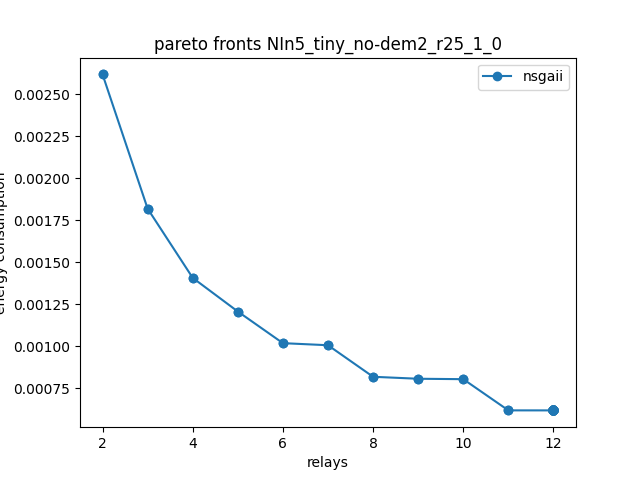 pareto fronts NIn5_tiny_no-dem2_r25_1_0
nsgaii
0.00250
0.00225
0.00200
0.00175
0.00150
0.00125
0.00100
0.00075
energy consumption
2 4 6 8 10 12
relays